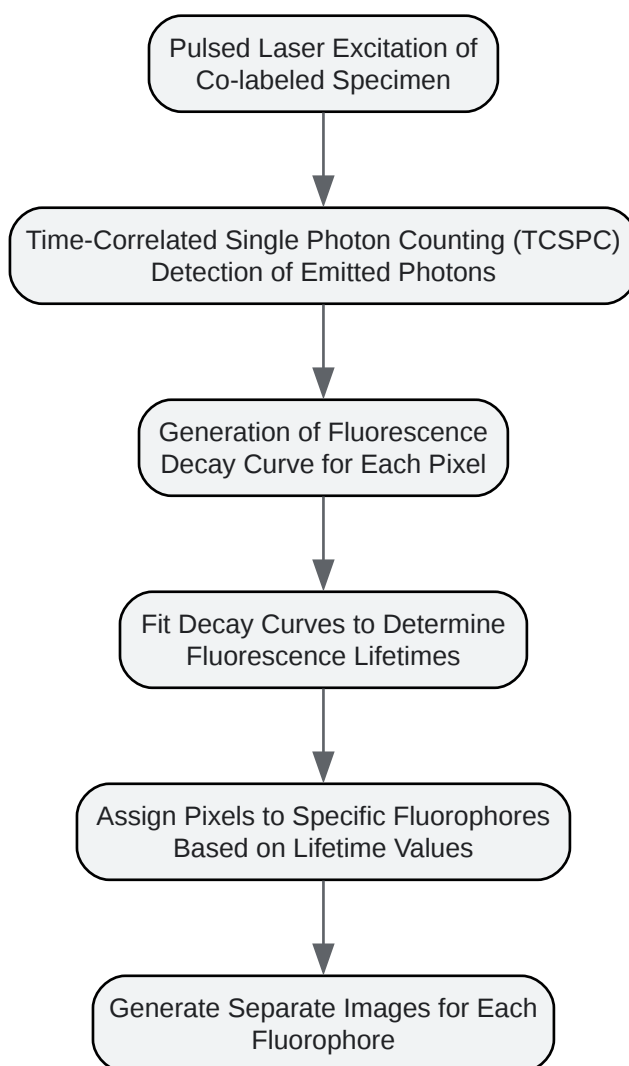 Pulsed Laser Excitation of
Co-labeled Specimen
Time-Correlated Single Photon Counting (TCSPC)
Detection of Emitted Photons
Generation of Fluorescence
Decay Curve for Each Pixel
Fit Decay Curves to Determine
Fluorescence Lifetimes
Assign Pixels to Specific Fluorophores
Based on Lifetime Values
Generate Separate Images for Each
Fluorophore